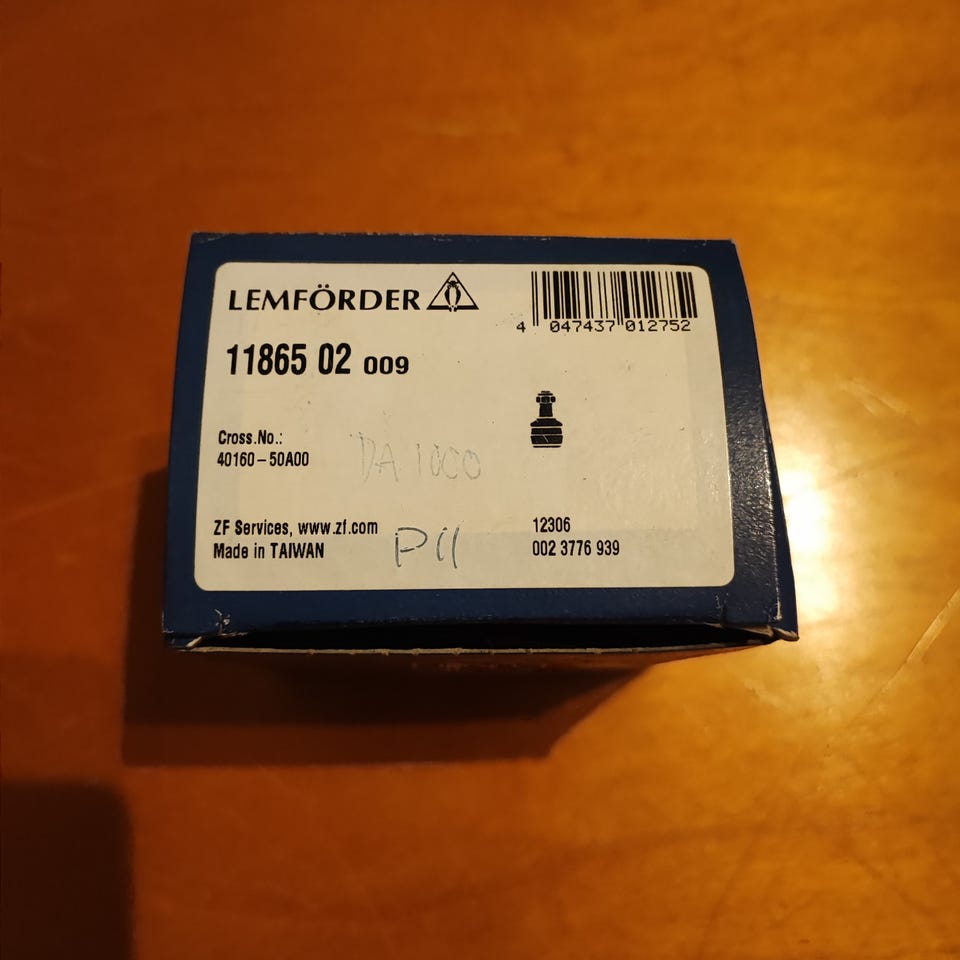 LEMFÖRDER
4 047437 012752
11865 02 009
Cross.No.:
40160-50A00
DA 1000
ZF Services, www.zf.com
Made in TAIWAN
P11
12306
002 3776 939